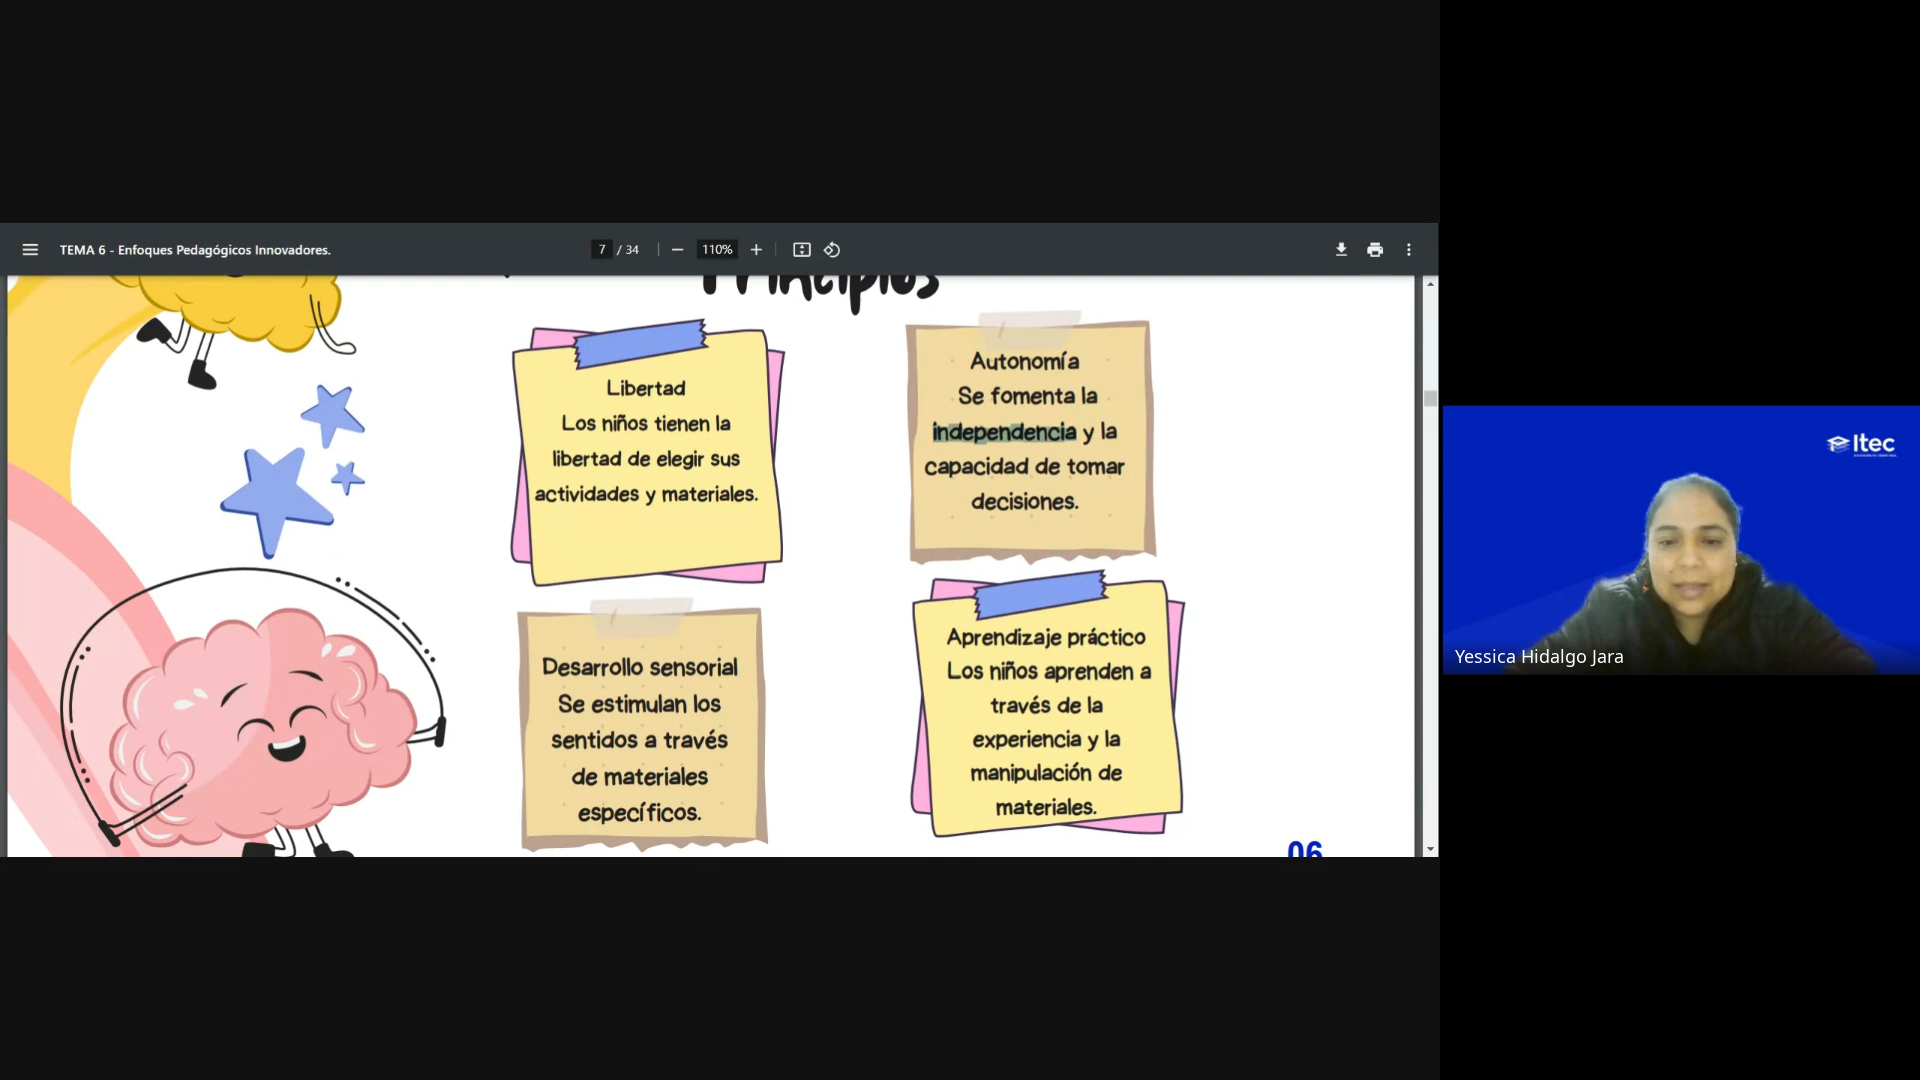 TEMA 6 - Enfoques Pedagógicos Innovadores.
7 / 34
110%
Principios
Libertad
Los niños tienen la
libertad de elegir sus
actividades y materiales.
Autonomía
Se fomenta la
independencia y la
capacidad de tomar
decisiones.
Desarrollo sensorial
Se estimulan los
sentidos a través
de materiales
específicos.
Aprendizaje práctico
Los niños aprenden a
través de la
experiencia y la
manipulación de
materiales.
06
Itec
Yessica Hidalgo Jara